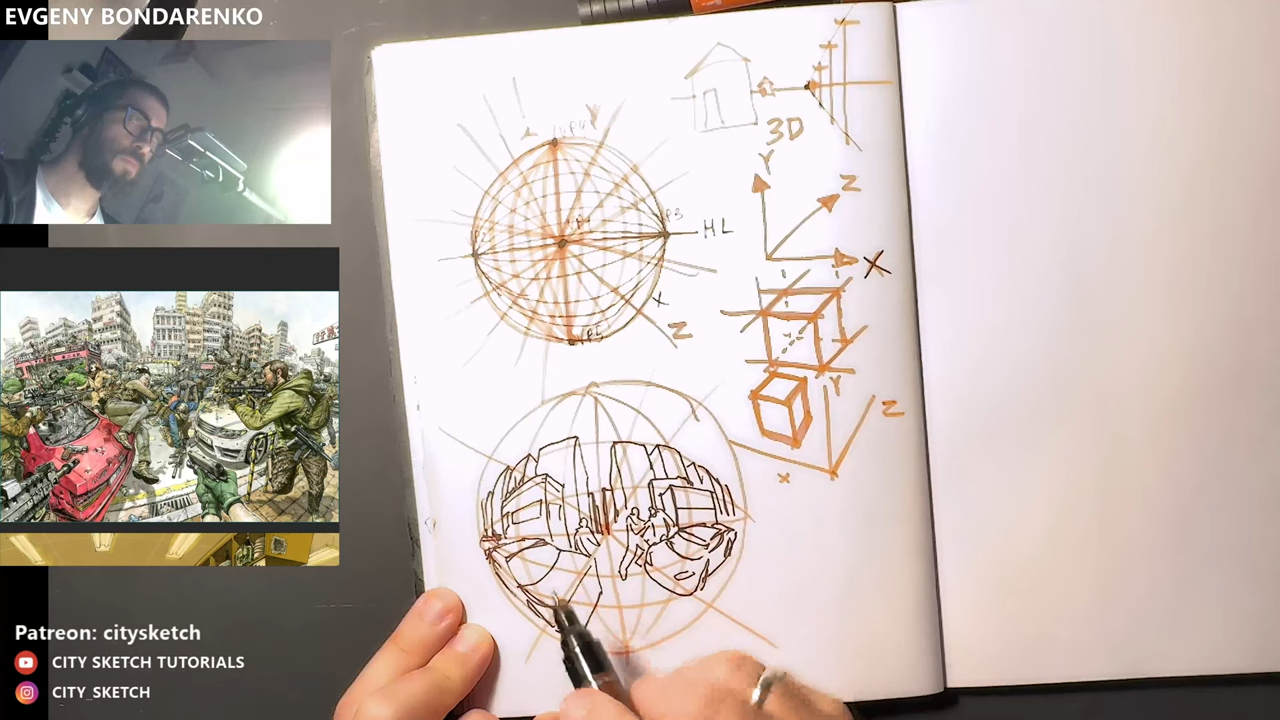 EVGENY BONDARENKO
3D
Y
Z
X
HL
X
Z
Y
Z
X
Patreon: citysketch
CITY SKETCH TUTORIALS
CITY_SKETCH